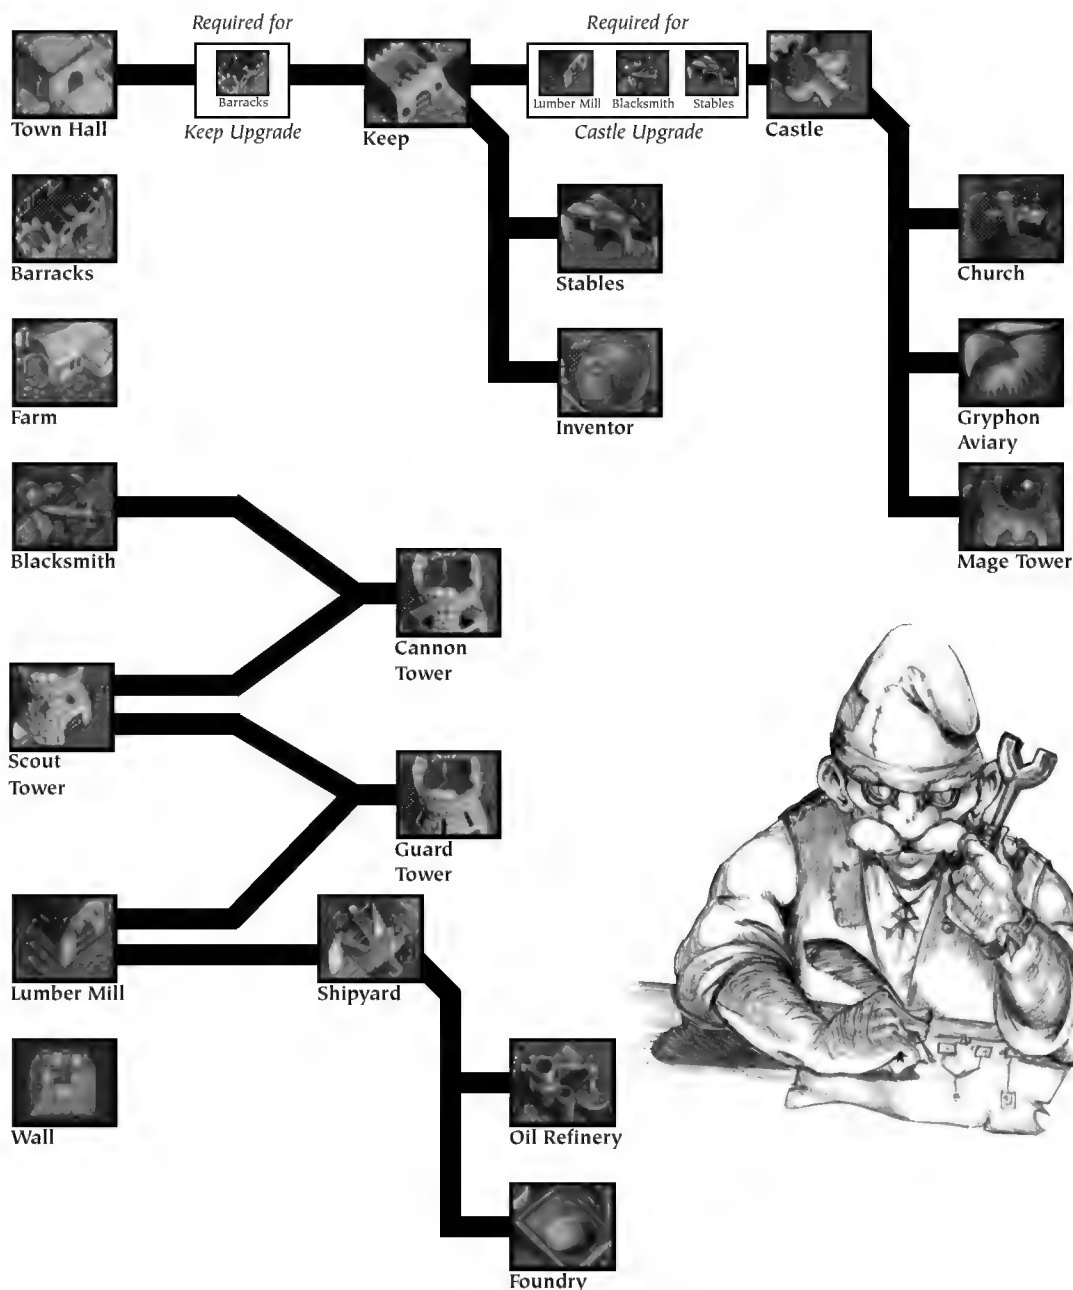 Required for
Required for
Barracks
Lumber Mill
Blacksmith
Stables
Town Hall
Keep Upgrade
Keep
Castle Upgrade
Castle
Barracks
Stables
Church
Farm
Inventor
Gryphon
Aviary
Blacksmith
Mage Tower
Cannon
Tower
Scout
Tower
Guard
Tower
Lumber Mill
Shipyard
Wall
Oil Refinery
Foundry